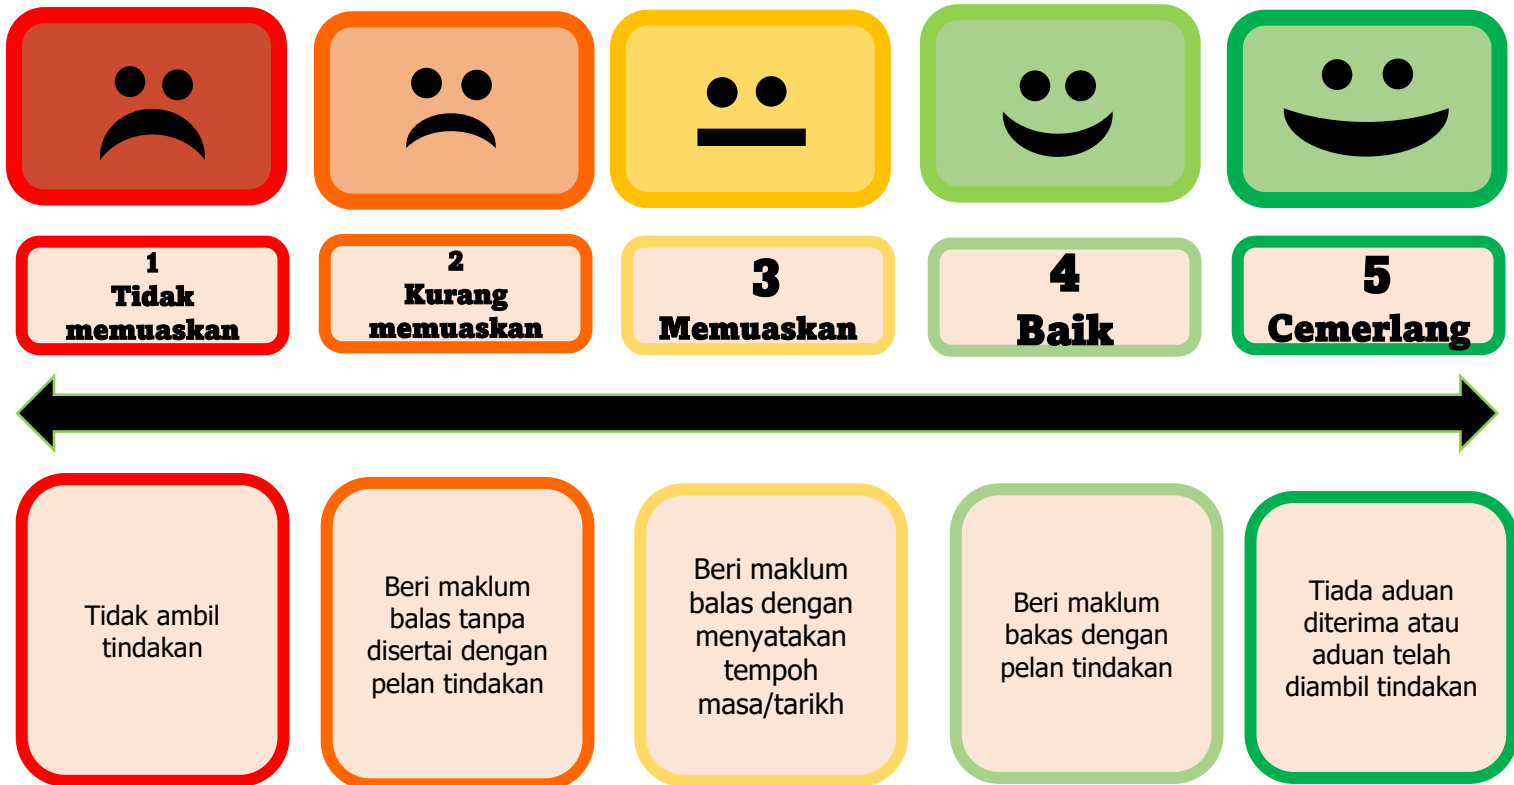 1
Tidak
memuaskan
2
Kurang
memuaskan
3
Memuaskan
4
Baik
5
Cemerlang
Tidak ambil
tindakan
Beri maklum
balas tanpa
disertai dengan
pelan tindakan
Beri maklum
balas dengan
menyatakan
tempoh
masa/tarikh
Beri maklum
bakas dengan
pelan tindakan
Tiada aduan
diterima atau
aduan telah
diambil tindakan